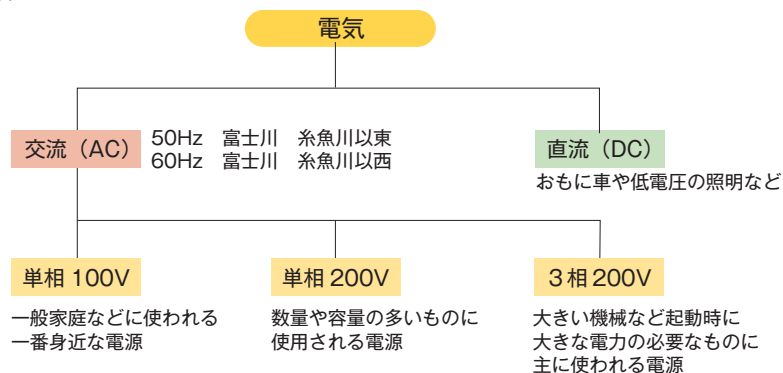 電気
交流（AC）
50Hz　富士川　糸魚川以東
60Hz　富士川　糸魚川以西
直流（DC）
おもに車や低電圧の照明など
単相 100V
一般家庭などに使われる
一番身近な電源
単相 200V
数量や容量の多いものに
使用される電源
３相 200V
大きい機械など起動時に
大きな電力の必要なものに
主に使われる電源